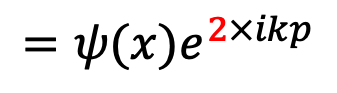 = ψ(x)e^{2×ikp}